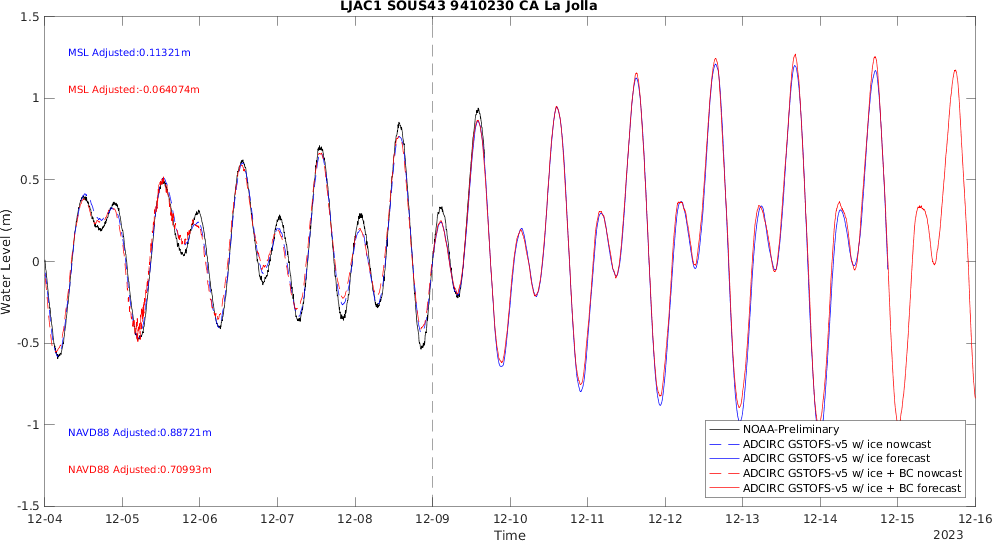 LJAC1 SOUS43 9410230 CA La Jolla
1.5
MSL Adjusted:0.11321m
MSL Adjusted:-0.064074m
1
0.5
0
Water Level (m)
-0.5
-1
NAVD88 Adjusted:0.88721m
NAVD88 Adjusted:0.70993m
-1.5
NOAA-Preliminary
ADCIRC GSTOFS-v5 w/ ice nowcast
ADCIRC GSTOFS-v5 w/ ice forecast
ADCIRC GSTOFS-v5 w/ ice + BC nowcast
ADCIRC GSTOFS-v5 w/ ice + BC forecast
12-04 12-05 12-06 12-07 12-08 12-09 12-10 12-11 12-12 12-13 12-14 12-15 12-16
Time
2023